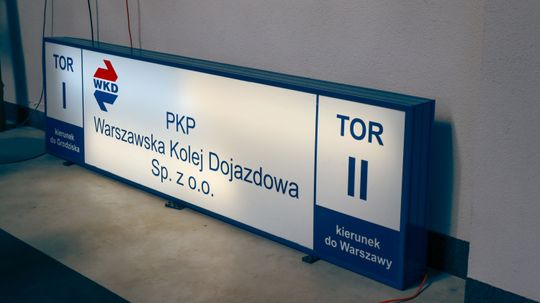 TOR
I
kierunek
do Grodziska
WKD
PKP
Warszawska Kolej Dojazdowa
Sp. z o.o.
TOR
II
kierunek
do Warszawy